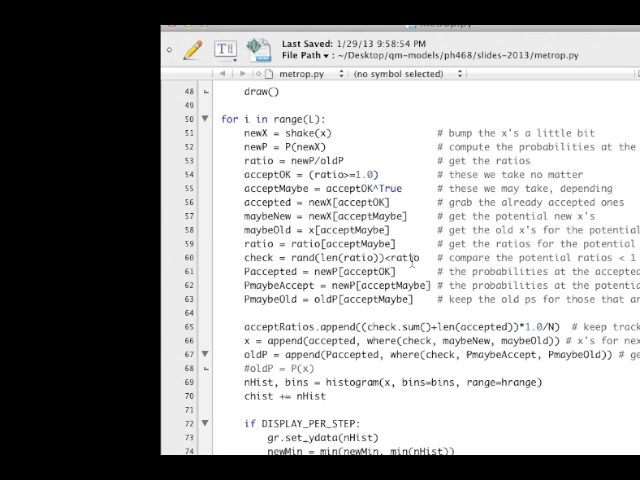 metrop.py
Last Saved: 1/29/13 9:58:54 PM
File Path ▾ : ~/Desktop/qm-models/ph468/slides-2013/metrop.py
metrop.py (no symbol selected)
48 draw()
49
50 for i in range(L):
51 newX = shake(x) # bump the x's a little bit
52 newP = P(newX) # compute the probabilities at the
53 ratio = newP/oldP # get the ratios
54 acceptOK = (ratio>=1.0) # these we take no matter
55 acceptMaybe = acceptOK^True # these we may take, depending
56 accepted = newX[acceptOK] # grab the already accepted ones
57 maybeNew = newX[acceptMaybe] # get the potential new x's
58 maybeOld = x[acceptMaybe] # get the old x's for the potential
59 ratio = ratio[acceptMaybe] # get the ratios for the potential
60 check = rand(len(ratio))<ratio # compare the potential ratios < 1
61 Paccepted = newP[acceptOK] # the probabilities at the accepted
62 PmaybeAccept = newP[acceptMaybe] # the probabilities at the potential
63 PmaybeOld = oldP[acceptMaybe] # keep the old ps for those that
64
65 acceptRatios.append((check.sum()+len(accepted))*1.0/N) # keep track
66 x = append(accepted, where(check, maybeNew, maybeOld)) # x's for
67 oldP = append(Paccepted, where(check, PmaybeAccept, PmaybeOld)) # get
68 #oldP = P(x)
69 nHist, bins = histogram(x, bins=bins, range=hrange)
70 chist += nHist
71
72 if DISPLAY_PER_STEP:
73 gr.set_ydata(nHist)
74 newMin = min(newMin, min(nHist))